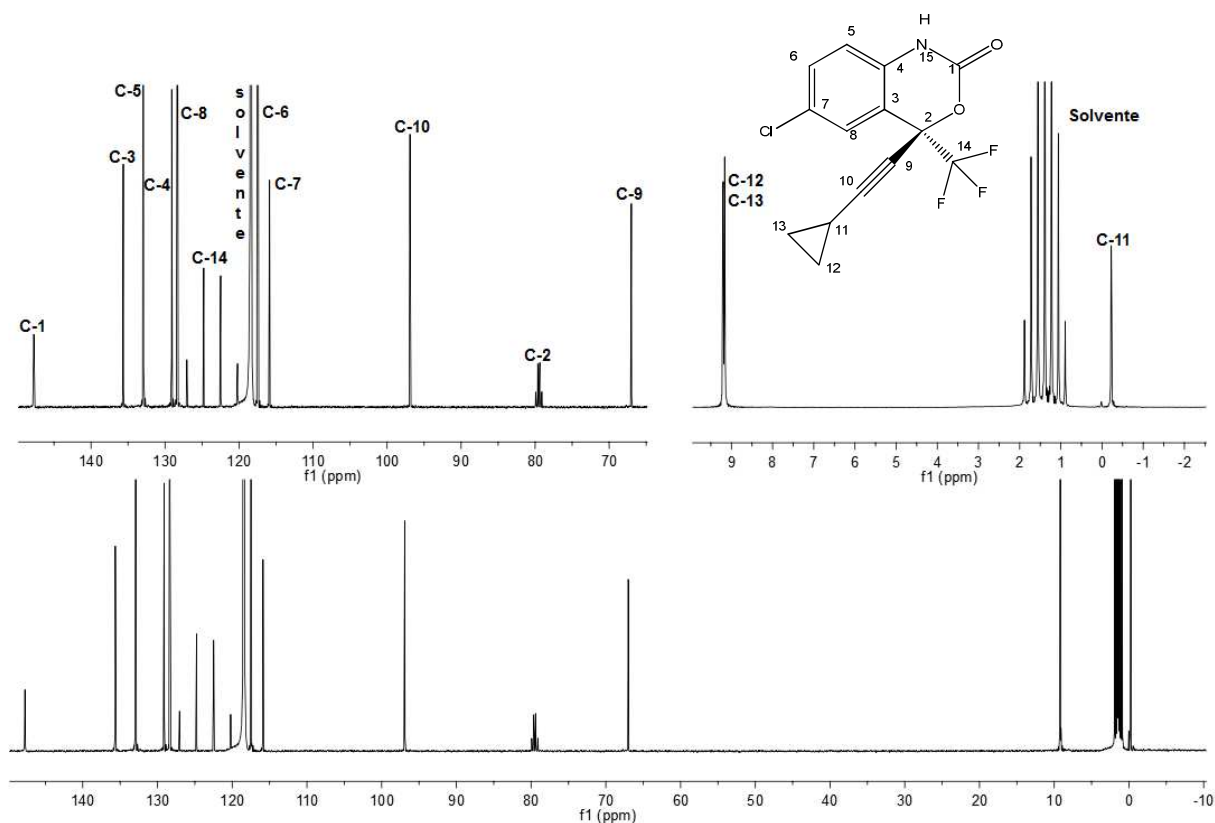 C-1
C-3
C-5
C-4
C-8
C-14
solvente
C-6
C-7
C-10
C-2
C-9
140 130 120 110 100 90 80 70
f1 (ppm)
H
N
15
O
1
O
2
3
4
5
6
7
8
Cl
9
10
11
12
13
14
F
F
F
C-12
C-13
Solvente
C-11
9 8 7 6 5 4 3 2 1 0 -1 -2
f1 (ppm)
140 130 120 110 100 90 80 70 60 50 40 30 20 10 0 -10
f1 (ppm)